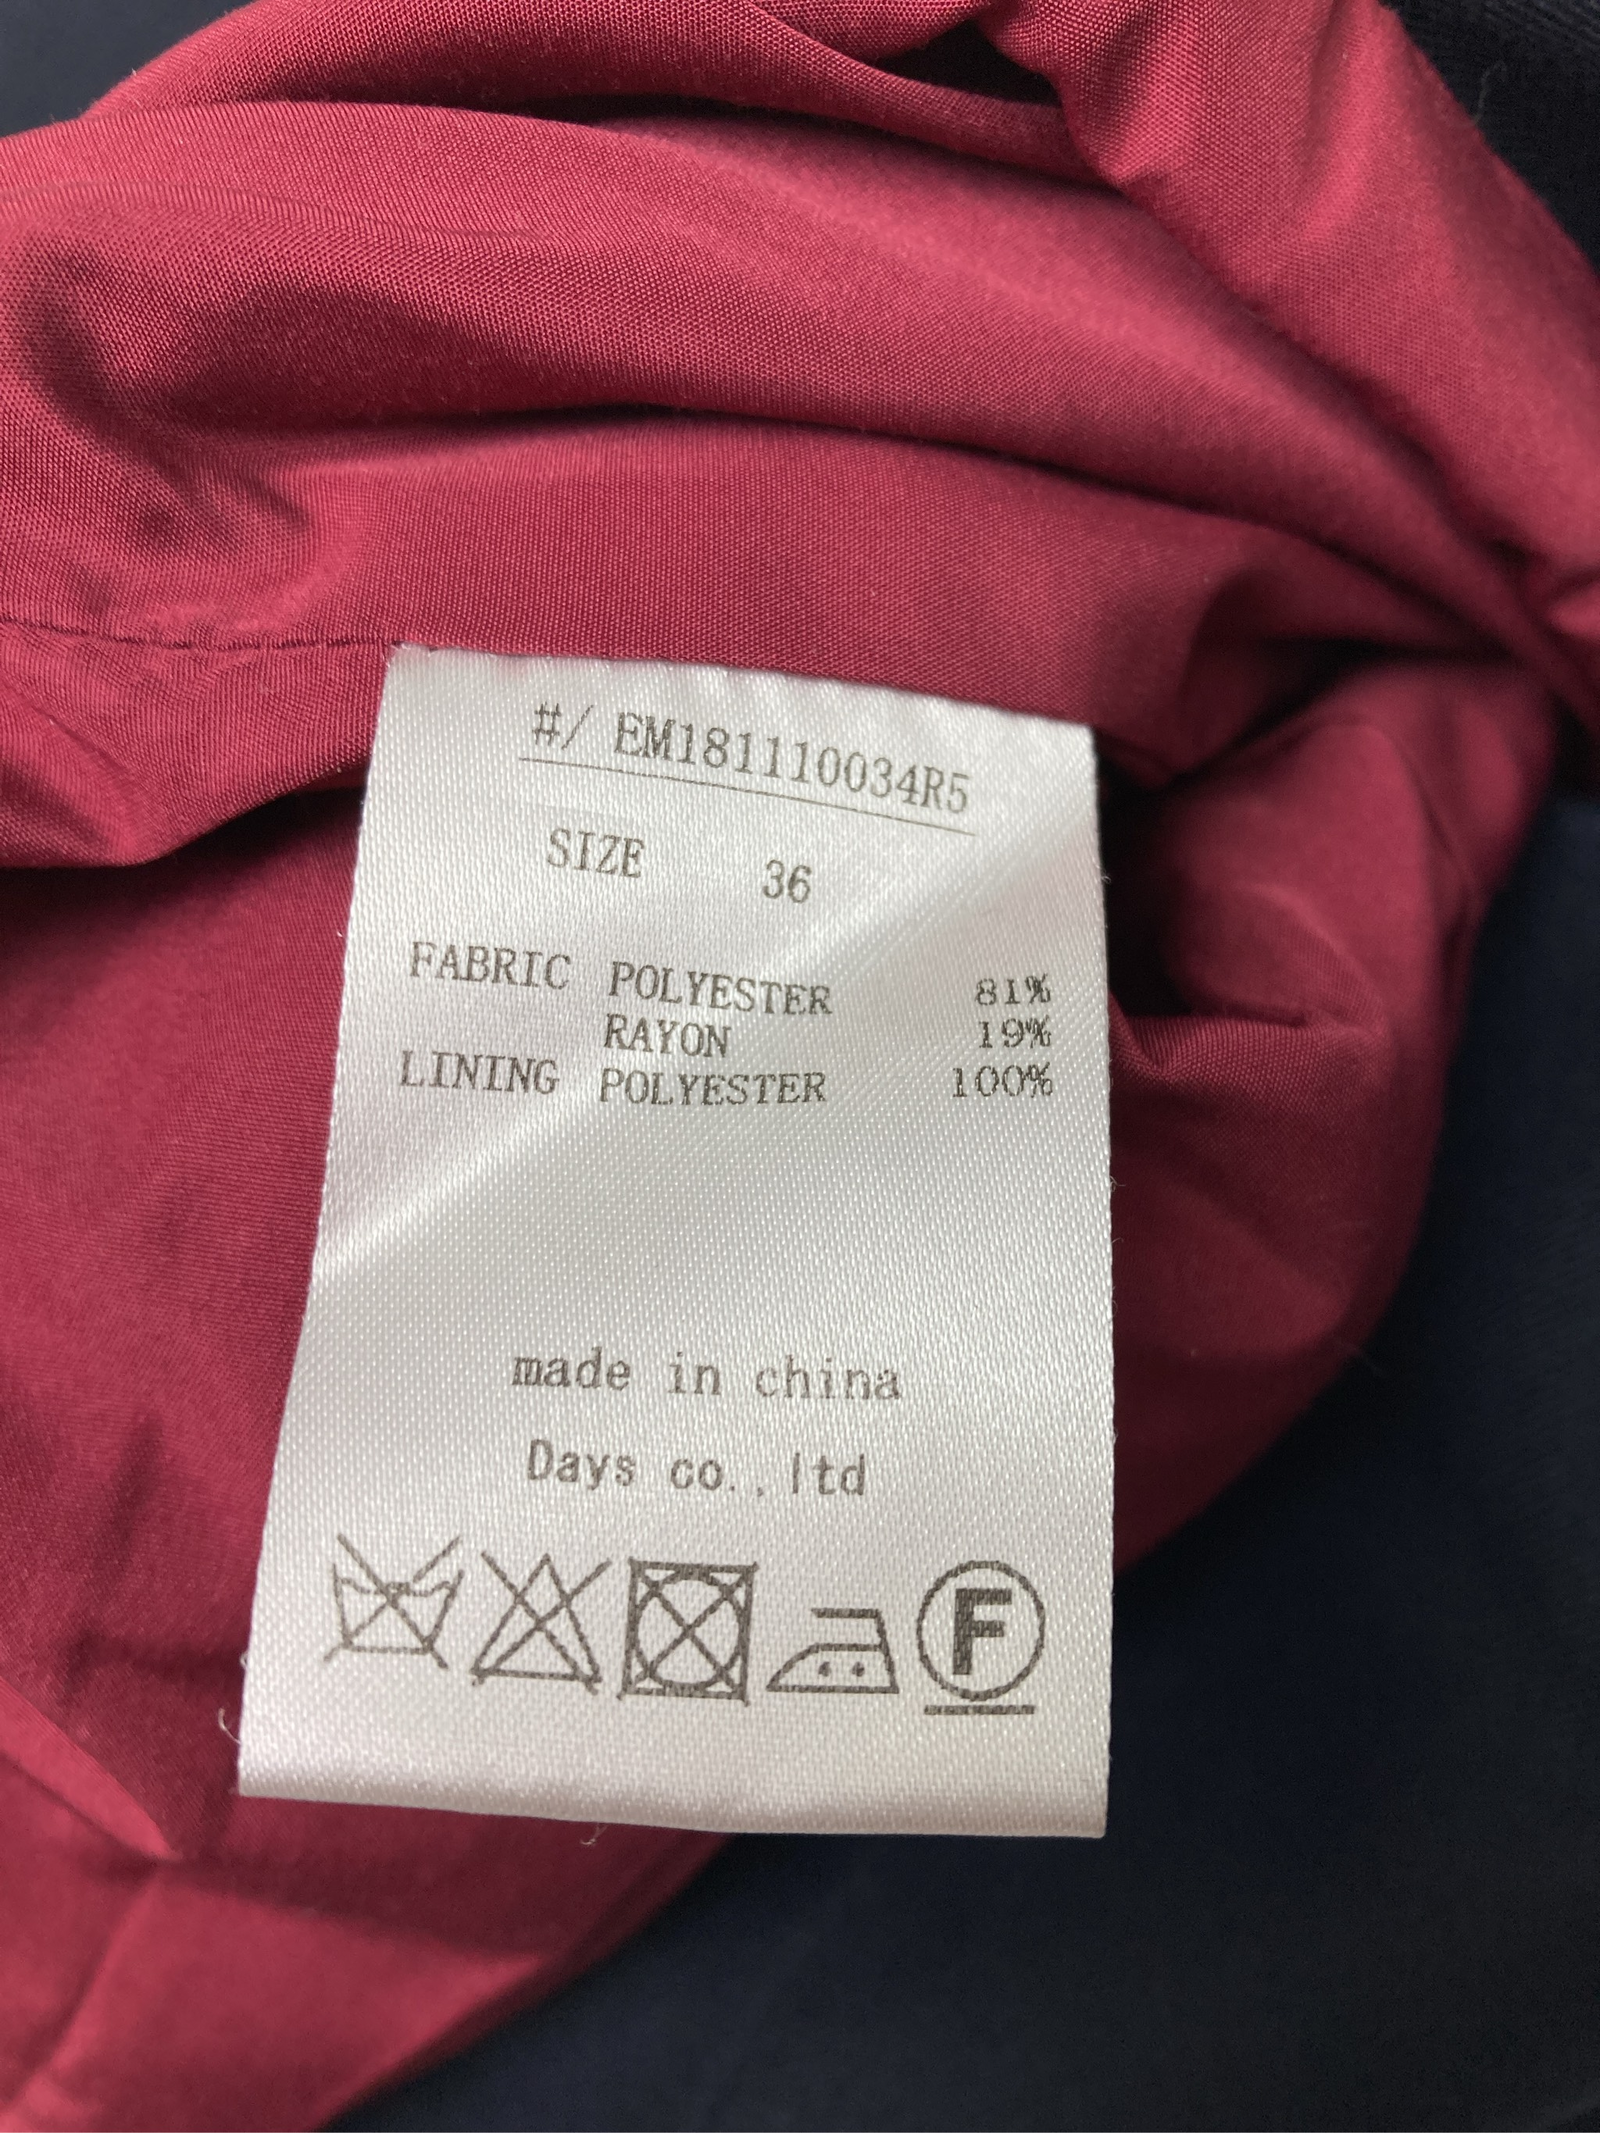 #/ EM181110034R5
SIZE 36
FABRIC POLYESTER 81%
RAYON 19%
LINING POLYESTER 100%
made in china
Days co.,ltd
F